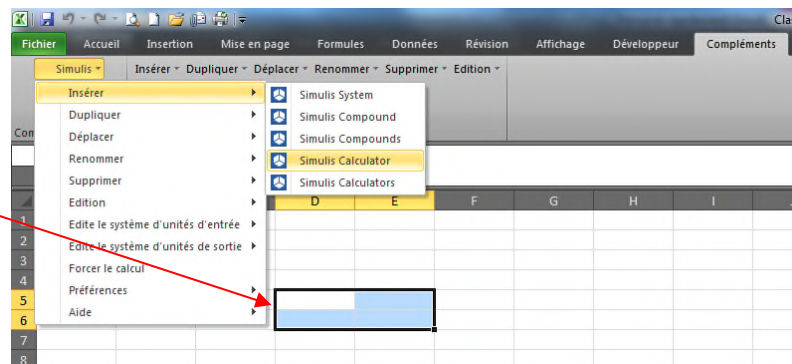 Cla
Fichier Accueil Insertion Mise en page Formules Données Révision Affichage Développeur Compléments
Simulis Insérer Dupliquer Déplacer Renommer Supprimer Edition
Insérer
Dupliquer
Déplacer
Renommer
Supprimer
Edition
Edite le système d'unités d'entrée
Edite le système d'unités de sortie
Forcer le calcul
Préférences
Aide
Simulis System
Simulis Compound
Simulis Compounds
Simulis Calculator
Simulis Calculators
Com
D E F G H I
1
2
3
4
5
6
7
8